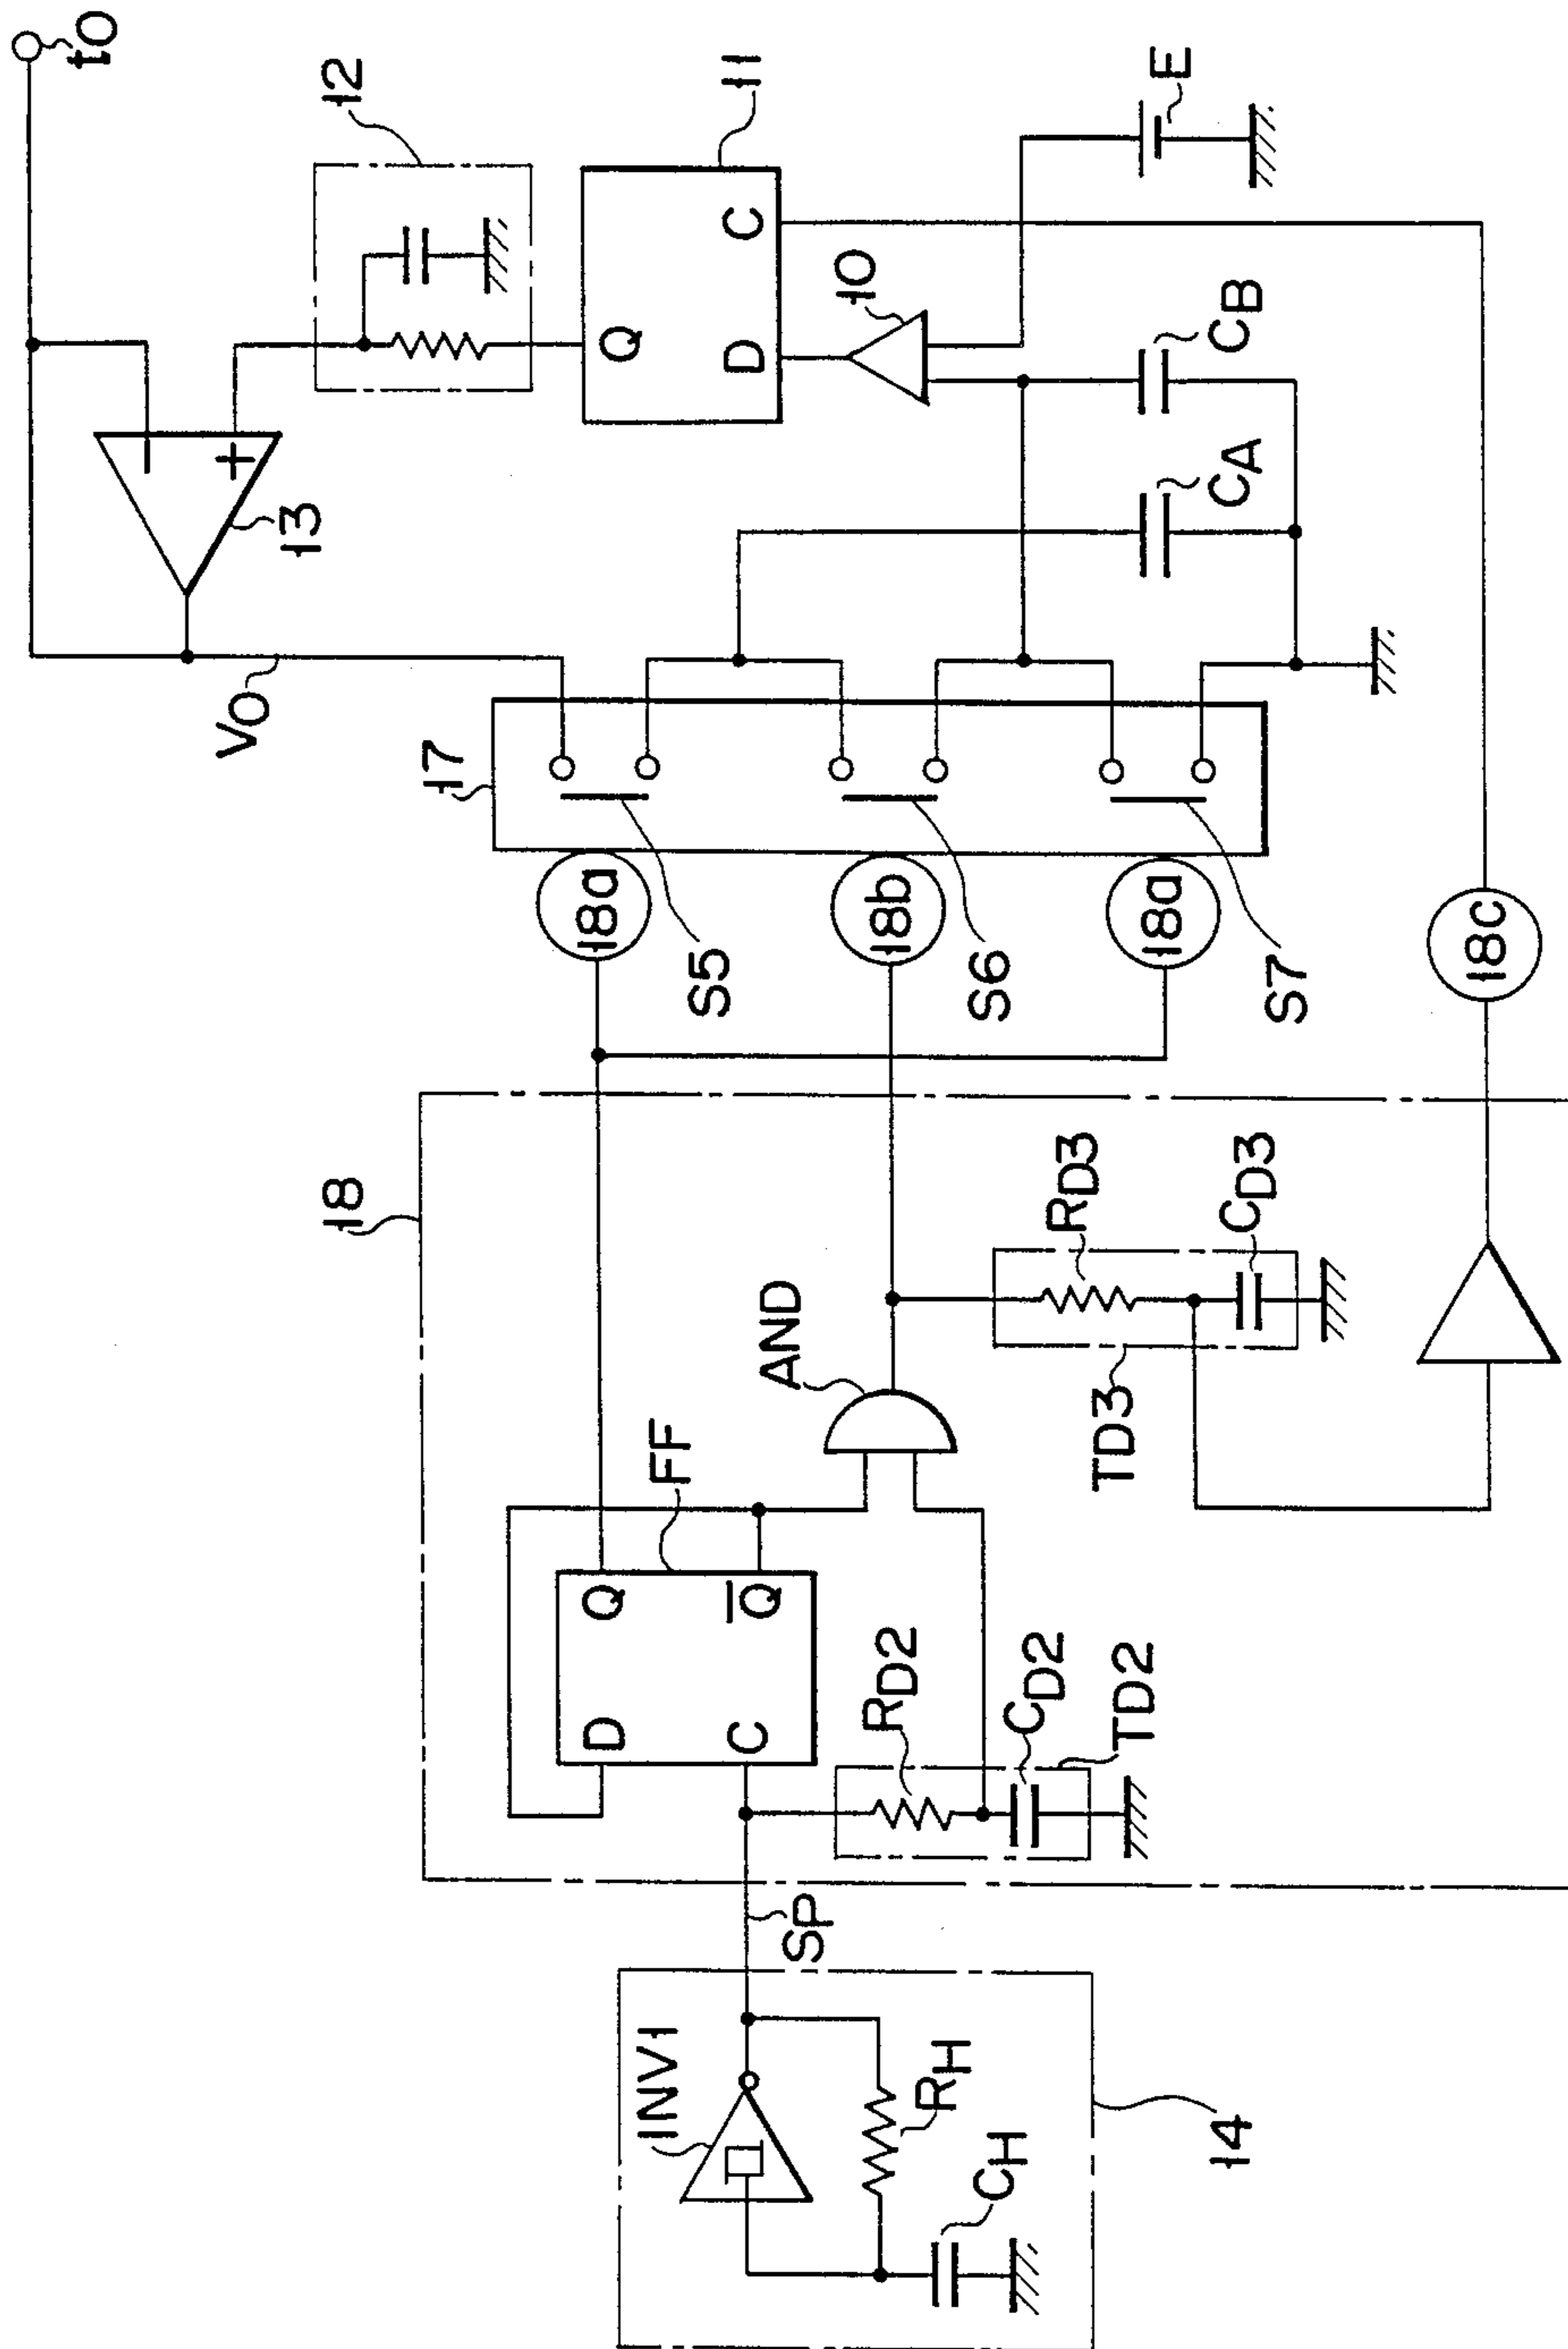 t0
12
11
E
Q
D
C
10
CB
CA
13
V0
17
18a
S5
18b
S6
18a
S7
18C
18
RD3
CD3
TD3
AND
FF
Q
Q̅
D
C
RD2
CD2
TD2
SP
INV1
RH
CH
14
−
+